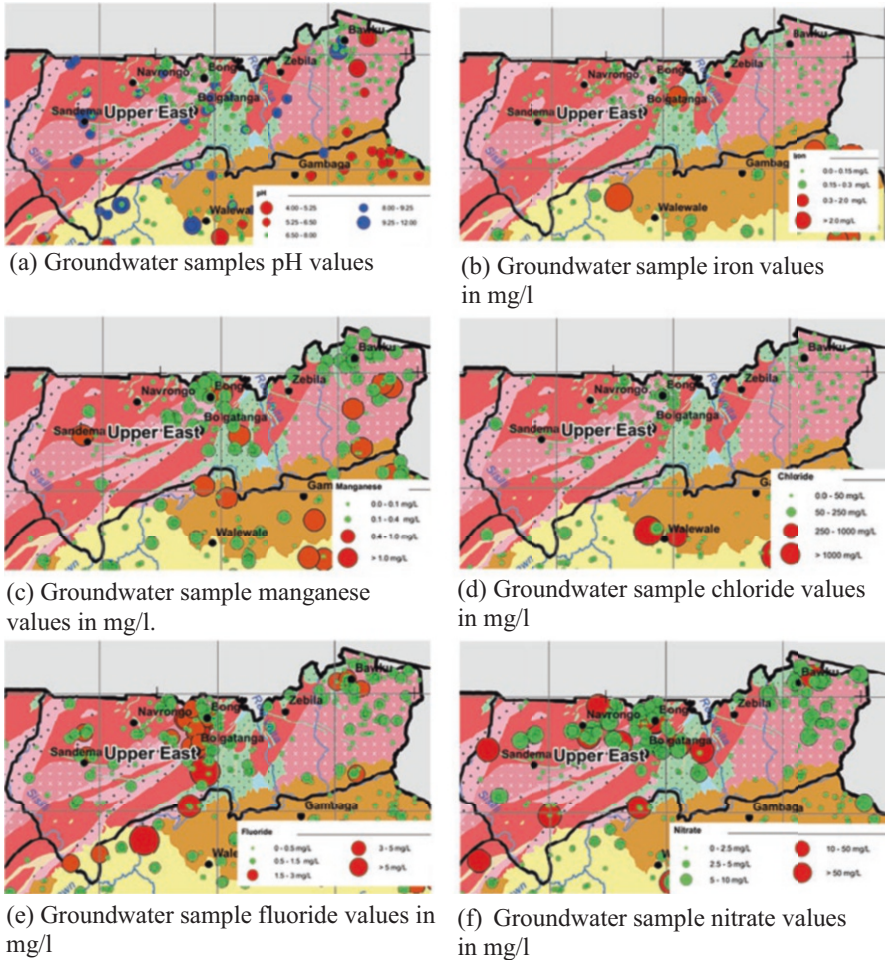 Bawku
Navrongo
Bong
Zebila
Bolgatanga
Sandema
Upper East
Gambaga
Walewale
pH
4.00 - 5.25
5.25 - 6.50
6.50 - 8.00
8.00 - 9.25
9.25 - 12.00
(a) Groundwater samples pH values
Bawku
Navrongo
Bong
Zebila
Bolgatanga
Sandema
Upper East
Gambaga
Walewale
Iron
0.0 - 0.15 mg/L
0.15 - 0.3 mg/L
0.3 - 2.0 mg/L
> 2.0 mg/L
(b) Groundwater sample iron values
in mg/l
Bawku
Navrongo
Bong
Zebila
Bolgatanga
Sandema
Upper East
Gam
Walewale
Manganese
0.0 - 0.1 mg/L
0.1 - 0.4 mg/L
0.4 - 1.0 mg/L
> 1.0 mg/L
(c) Groundwater sample manganese
values in mg/l.
Bawku
Navrongo
Bong
Zebila
Bolgatanga
Sandema
Upper East
Gambaga
Walewale
Chloride
0.0 - 50 mg/L
50 - 250 mg/L
250 - 1000 mg/L
> 1000 mg/L
(d) Groundwater sample chloride values
in mg/l
Bawku
Navrongo
Bong
Zebila
Bolgatanga
Sandema
Upper East
Gambaga
Wale
Fluoride
0 - 0.5 mg/L
0.5 - 1.5 mg/L
1.5 - 3 mg/L
3 - 5 mg/L
> 5 mg/L
(e) Groundwater sample fluoride values in
mg/l
Bawku
Navrongo
Bong
Zebila
Bolgatanga
Sandema
Upper East
Gambaga
Walewale
Nitrate
0 - 2.5 mg/L
2.5 - 5 mg/L
5 - 10 mg/L
10 - 50 mg/L
> 50 mg/L
(f) Groundwater sample nitrate values
in mg/l